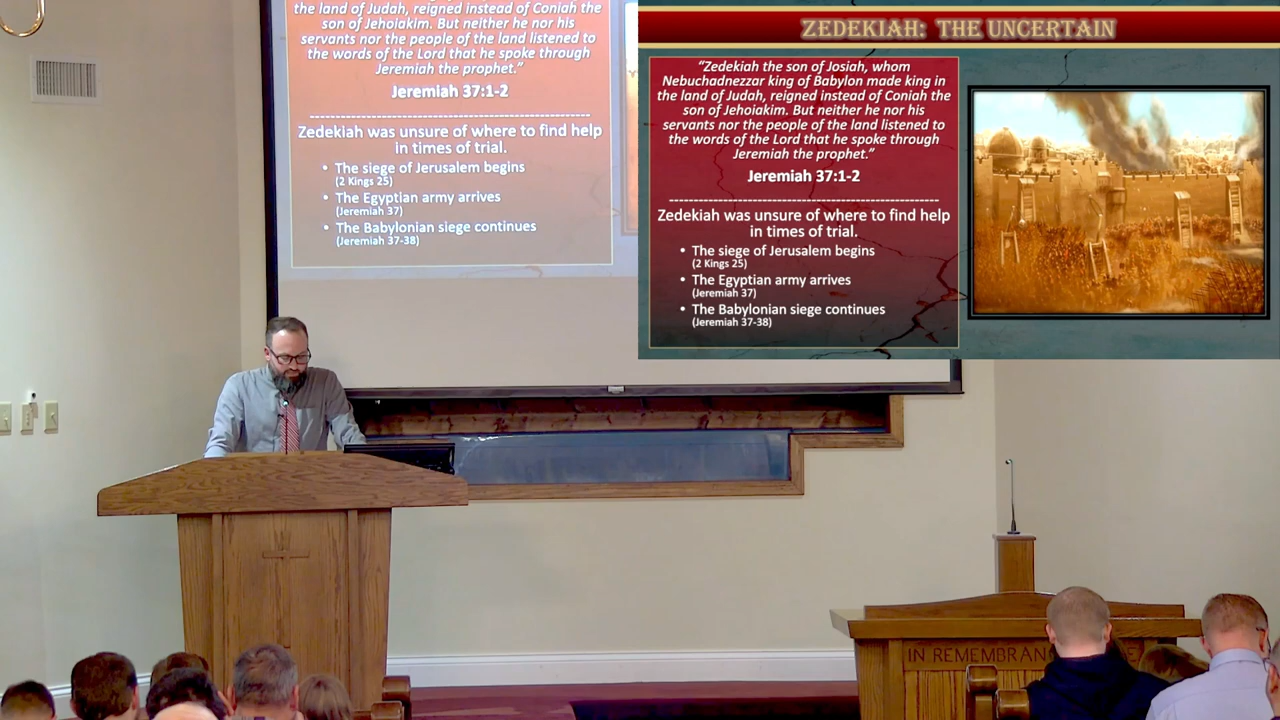 the land of Judah, reigned instead of Coniah the
son of Jehoiakim. But neither he nor his
servants nor the people of the land listened to
the words of the Lord that he spoke through
Jeremiah the prophet.”
Jeremiah 37:1-2
Zedekiah was unsure of where to find help
in times of trial.
• The siege of Jerusalem begins
(2 Kings 25)
• The Egyptian army arrives
(Jeremiah 37)
• The Babylonian siege continues
(Jeremiah 37-38)
ZEDEKIAH: THE UNCERTAIN
“Zedekiah the son of Josiah, whom
Nebuchadnezzar king of Babylon made king in
the land of Judah, reigned instead of Coniah the
son of Jehoiakim. But neither he nor his
servants nor the people of the land listened to
the words of the Lord that he spoke through
Jeremiah the prophet.”
Jeremiah 37:1-2
Zedekiah was unsure of where to find help
in times of trial.
• The siege of Jerusalem begins
(2 Kings 25)
• The Egyptian army arrives
(Jeremiah 37)
• The Babylonian siege continues
(Jeremiah 37-38)
IN